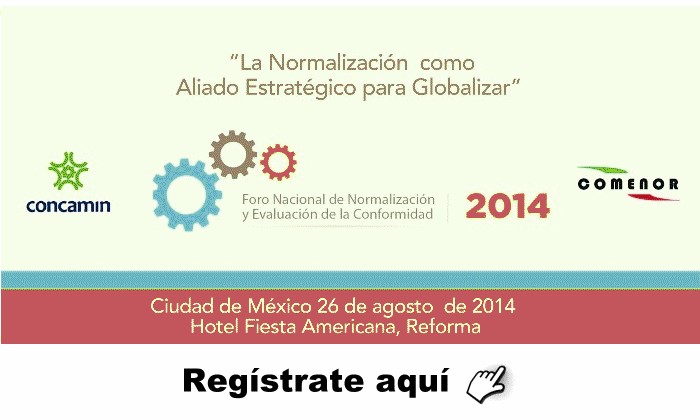 “La Normalización como
Aliado Estratégico para Globalizar”
concamin
Foro Nacional de Normalización
y Evaluación de la Conformidad
2014
COMENOR
Ciudad de México 26 de agosto de 2014
Hotel Fiesta Americana, Reforma
Regístrate aquí